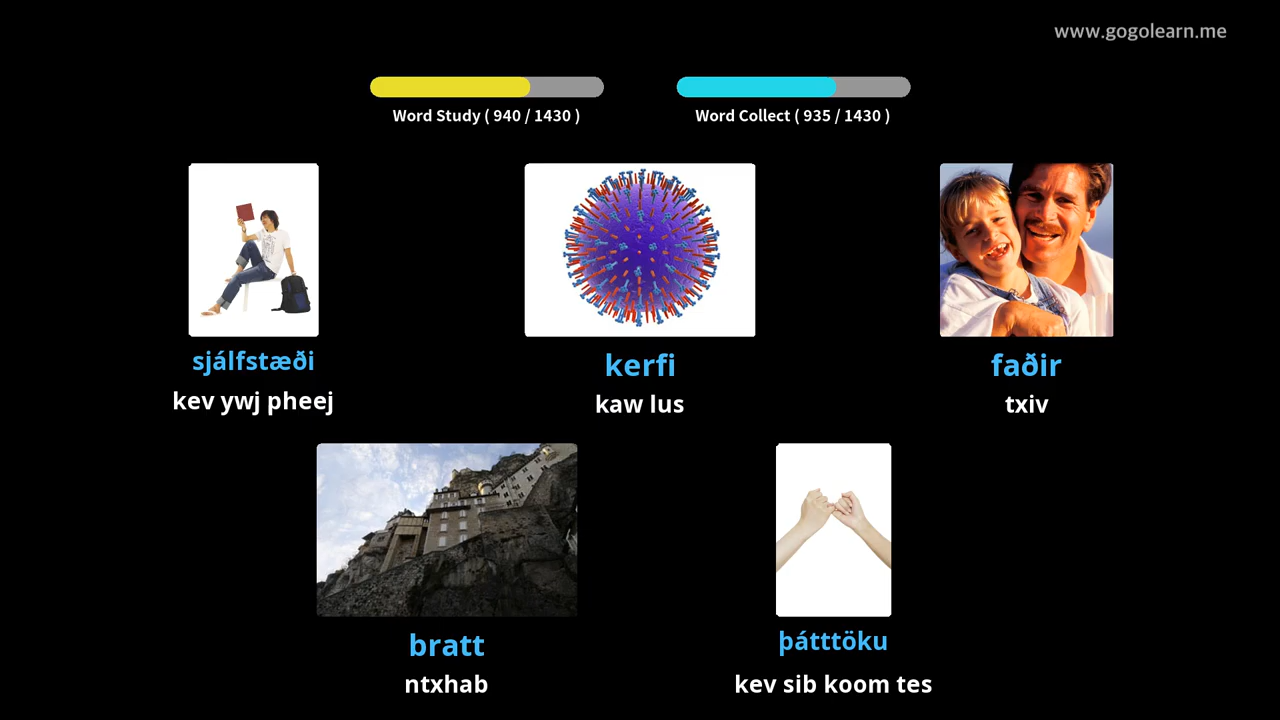 www.gogolearn.me
Word Study ( 940 / 1430 )
Word Collect ( 935 / 1430 )
sjálfstæði
kev ywj pheej
kerfi
kaw lus
faðir
txiv
bratt
ntxhab
þátttöku
kev sib koom tes